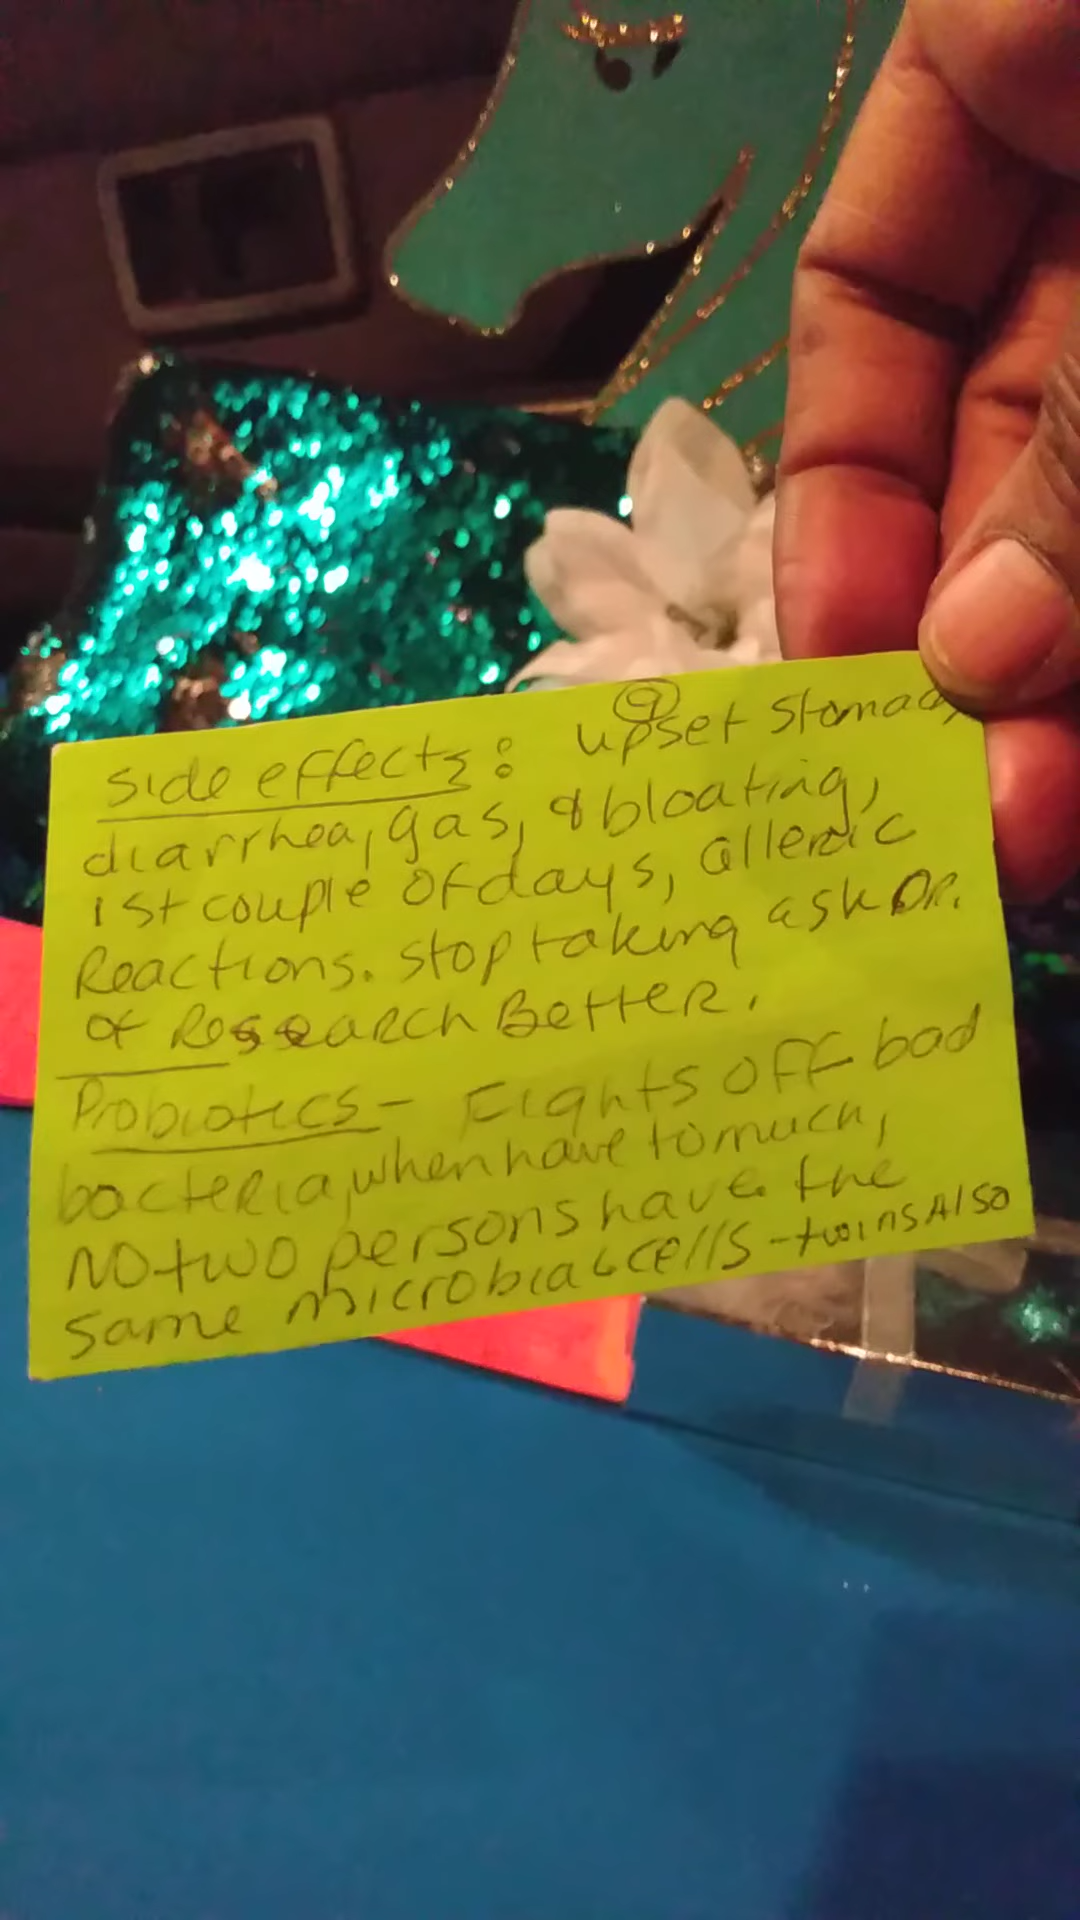 9
Side effects: upset stomach
diarrhea, gas, & bloating,
1st couple of days, allergic
Reactions. stop taking ask DR.
of Research Better.
Probiotics - Fights off bad
bacteria, when have to much,
NO two persons have the
same microbial cells - twins Also